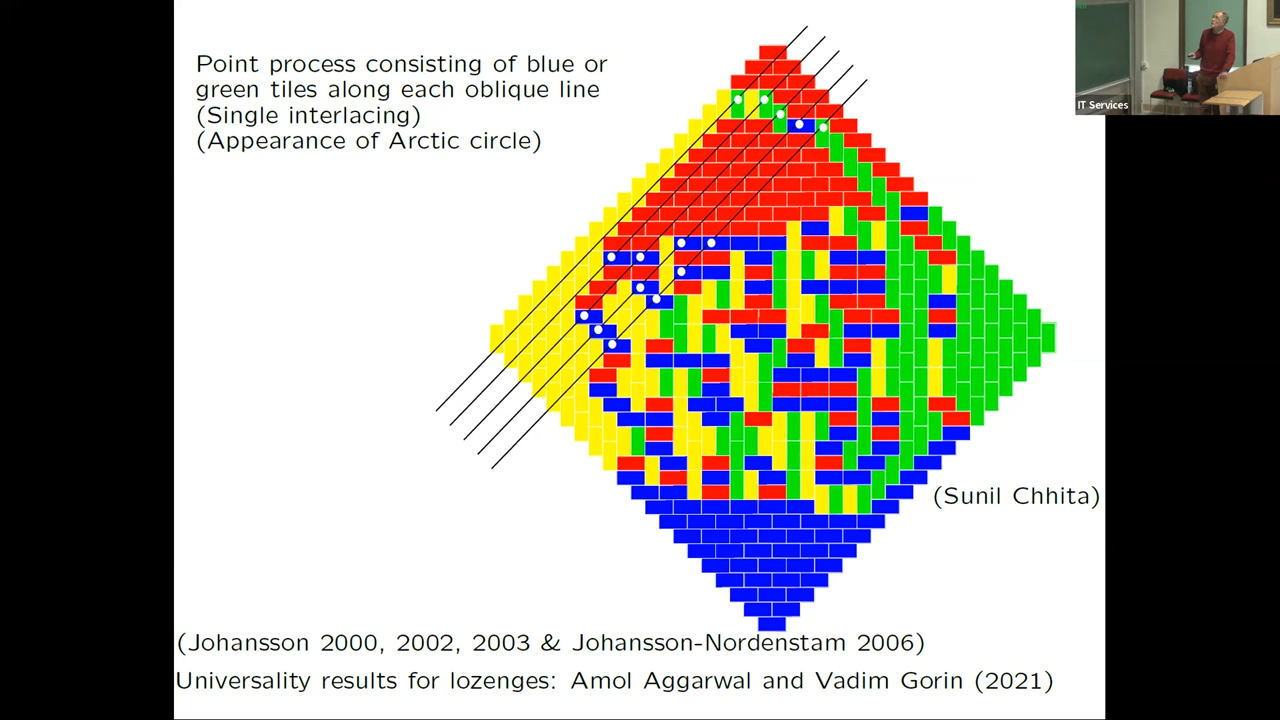 Point process consisting of blue or
green tiles along each oblique line
(Single interlacing)
(Appearance of Arctic circle)
IT Services
(Sunil Chhita)
(Johansson 2000, 2002, 2003 & Johansson-Nordenstam 2006)
Universality results for lozenges: Amol Aggarwal and Vadim Gorin (2021)